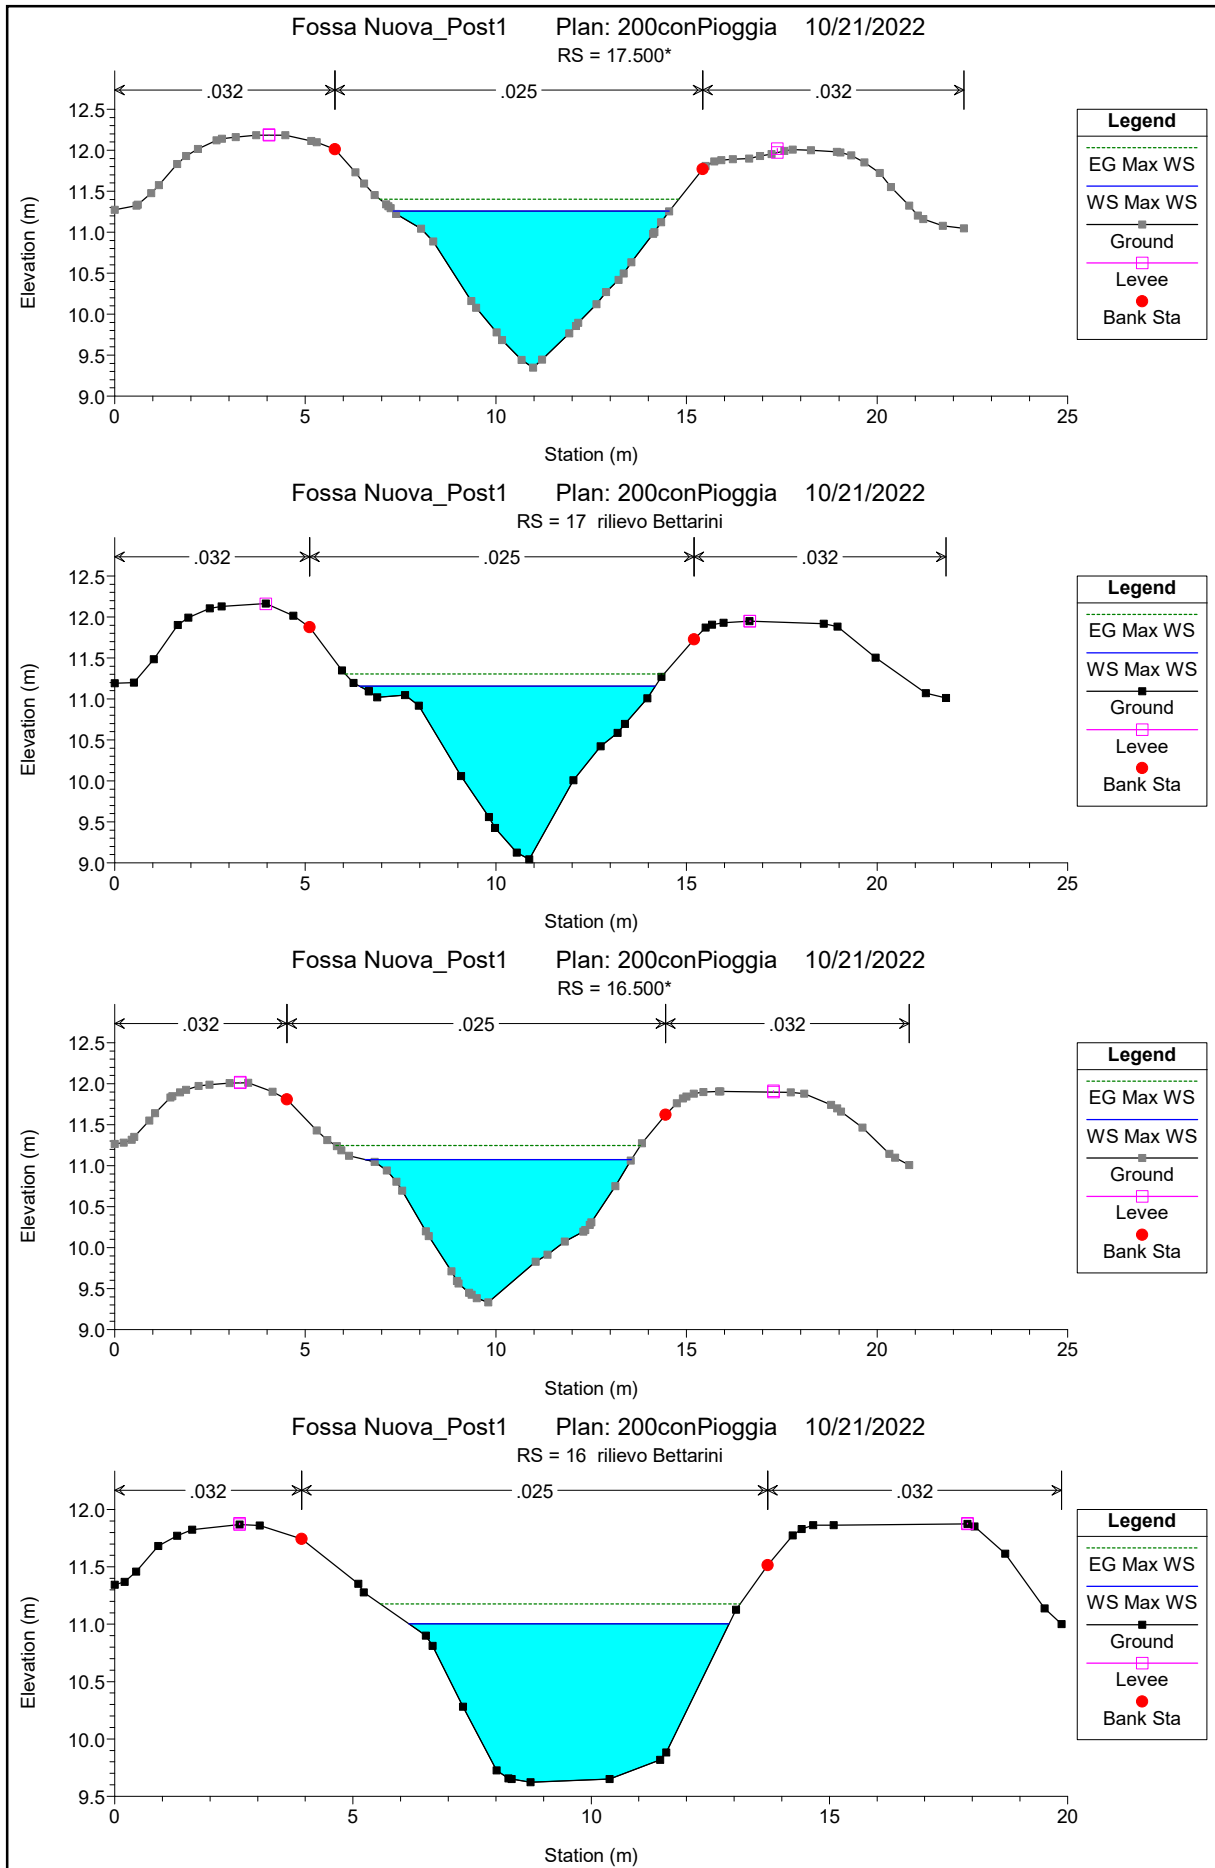 Fossa Nuova_Post1 Plan: 200conPioggia 10/21/2022
RS = 17.500*
.032 .025 .032
12.5
12.0
11.5
11.0
10.5
10.0
9.5
9.0
Elevation (m)
0 5 10 15 20 25
Station (m)
Legend
EG Max WS
WS Max WS
Ground
Levee
Bank Sta
Fossa Nuova_Post1 Plan: 200conPioggia 10/21/2022
RS = 17 rilievo Bettarini
.032 .025 .032
12.5
12.0
11.5
11.0
10.5
10.0
9.5
9.0
Elevation (m)
0 5 10 15 20 25
Station (m)
Legend
EG Max WS
WS Max WS
Ground
Levee
Bank Sta
Fossa Nuova_Post1 Plan: 200conPioggia 10/21/2022
RS = 16.500*
.032 .025 .032
12.5
12.0
11.5
11.0
10.5
10.0
9.5
9.0
Elevation (m)
0 5 10 15 20 25
Station (m)
Legend
EG Max WS
WS Max WS
Ground
Levee
Bank Sta
Fossa Nuova_Post1 Plan: 200conPioggia 10/21/2022
RS = 16 rilievo Bettarini
.032 .025 .032
12.0
11.5
11.0
10.5
10.0
9.5
Elevation (m)
0 5 10 15 20
Station (m)
Legend
EG Max WS
WS Max WS
Ground
Levee
Bank Sta